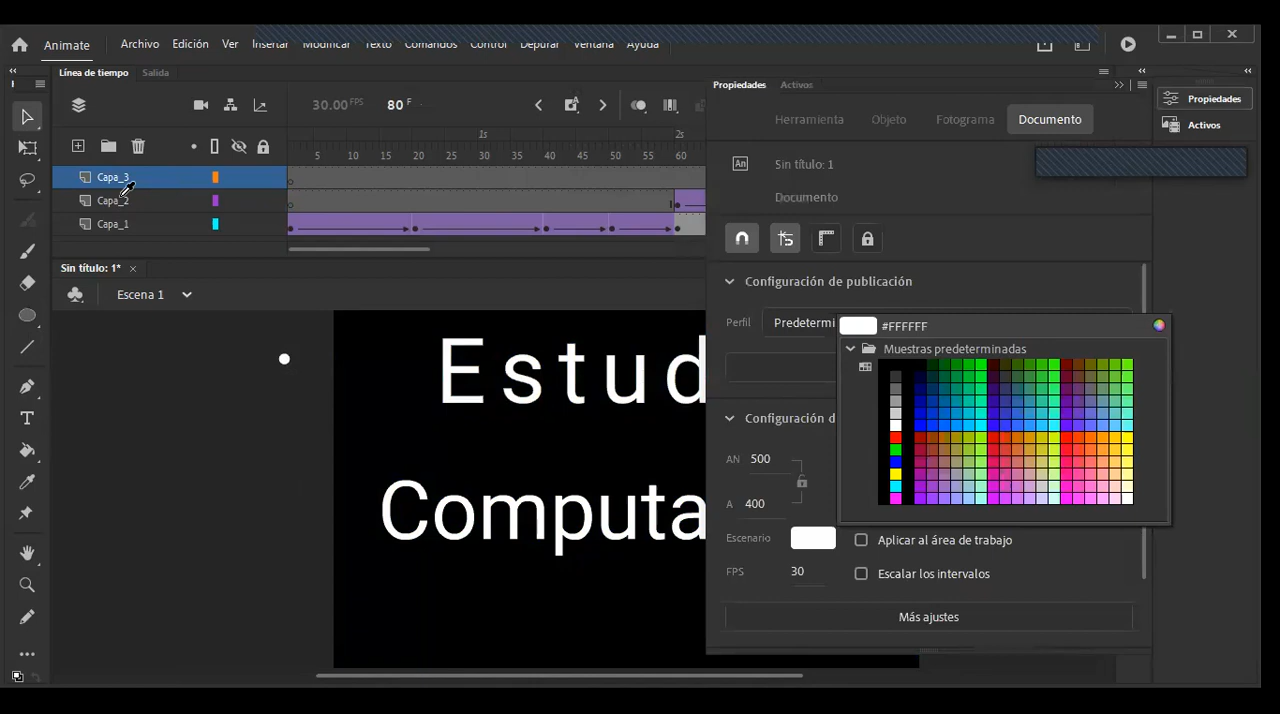 Animate Archivo Edición Ver Insertar Modificar Texto Comandos Control Depurar Ventana Ayuda
Línea de tiempo Salida
Propiedades Activos
30.00 FPS 80 F
Herramienta Objeto Fotograma Documento
Propiedades
Activos
1s 2s
5 10 15 20 25 30 35 40 45 50 55 60
An Sin título: 1
Documento
Capa_3
Capa_2
Capa_1
Sin título: 1*
Escena 1
Configuración de publicación
Perfil Predetermi
#FFFFFF
Muestras predeterminadas
Configuración d
AN 500
A 400
Escenario
Aplicar al área de trabajo
FPS 30
Escalar los intervalos
Más ajustes
Estud
Computa